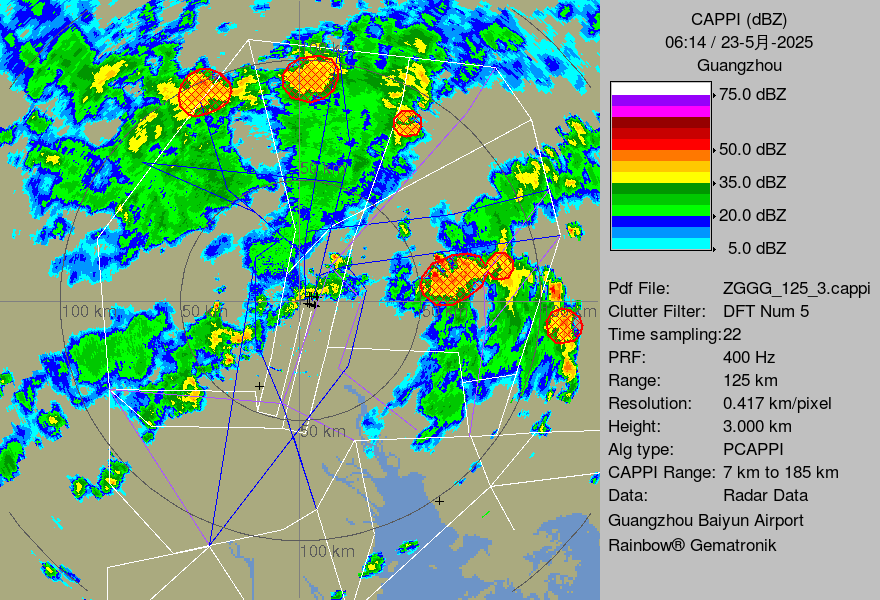 CAPPI (dBZ)
06:14 / 23-5月-2025
Guangzhou
75.0 dBZ
50.0 dBZ
35.0 dBZ
20.0 dBZ
5.0 dBZ
Pdf File: ZGGG_125_3.cappi
Clutter Filter: DFT Num 5
Time sampling:22
PRF: 400 Hz
Range: 125 km
Resolution: 0.417 km/pixel
Height: 3.000 km
Alg type: PCAPPI
CAPPI Range: 7 km to 185 km
Data: Radar Data
Guangzhou Baiyun Airport
Rainbow® Gematronik
100 km
50 km
50 km
100 km